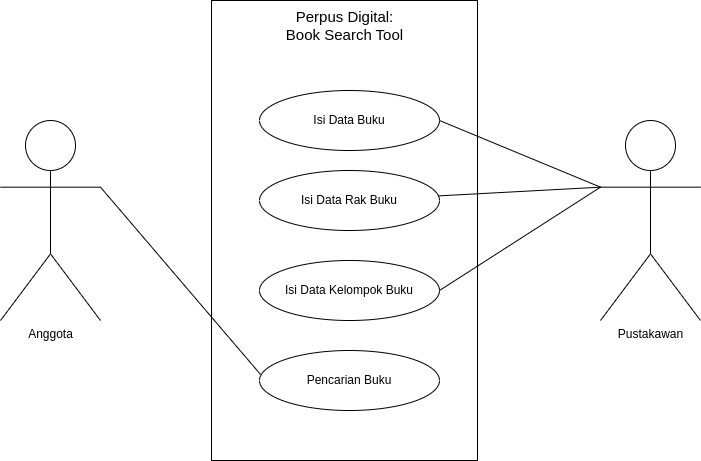 Perpus Digital:
Book Search Tool
Isi Data Buku
Isi Data Rak Buku
Isi Data Kelompok Buku
Pencarian Buku
Anggota
Pustakawan